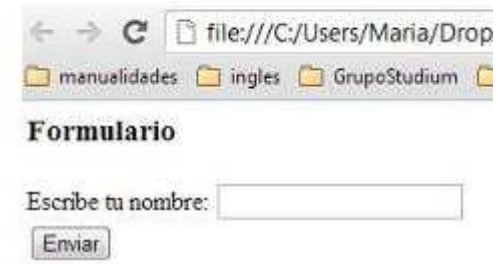 file:///C:/Users/Maria/Drop
manualidades ingles GrupoStudium
Formulario
Escribe tu nombre:
Enviar